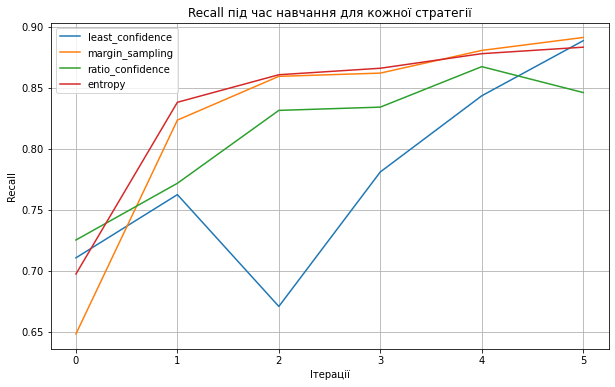 Recall під час навчання для кожної стратегії
least_confidence
margin_sampling
ratio_confidence
entropy
Recall
0.90
0.85
0.80
0.75
0.70
0.65
0
1
2
3
4
5
Ітерації